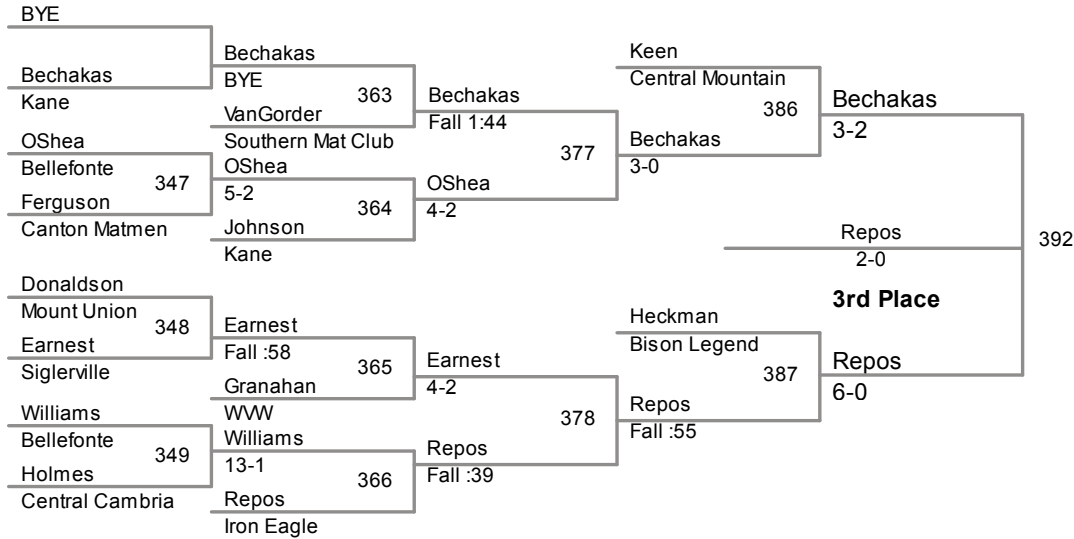 BYE
Bechakas
Kane
OShea
Bellefonte
347
Ferguson
Canton Matmen
Donaldson
Mount Union
348
Earnest
Siglerville
Williams
Bellefonte
349
Holmes
Central Cambria
Bechakas
BYE
363
VanGorder
Southern Mat Club
OShea
5-2
364
Johnson
Kane
Earnest
Fall :58
365
Granahan
WVW
Williams
13-1
366
Repos
Iron Eagle
Bechakas
Fall 1:44
377
OShea
4-2
Earnest
4-2
378
Repos
Fall :39
Keen
Central Mountain
386
Bechakas
3-0
Heckman
Bison Legend
387
Repos
Fall :55
Bechakas
3-2
Repos
2-0
392
3rd Place
Repos
6-0